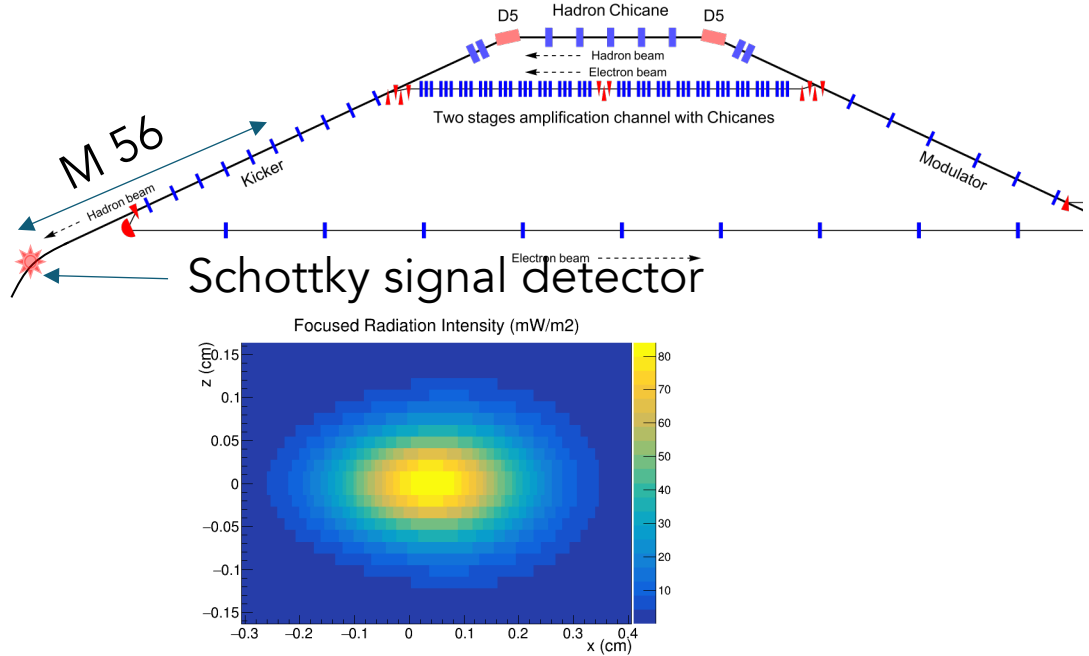 Hadron Chicane
D5
D5
Hadron beam
Electron beam
Two stages amplification channel with Chicanes
M 56
Kicker
Modulator
Hadron beam
Electron beam
Schottky signal detector
Focused Radiation Intensity (mW/m2)
z (cm)
0.15
0.1
0.05
0
−0.05
−0.1
−0.15
−0.3 −0.2 −0.1 0 0.1 0.2 0.3 0.4
x (cm)
80
70
60
50
40
30
20
10